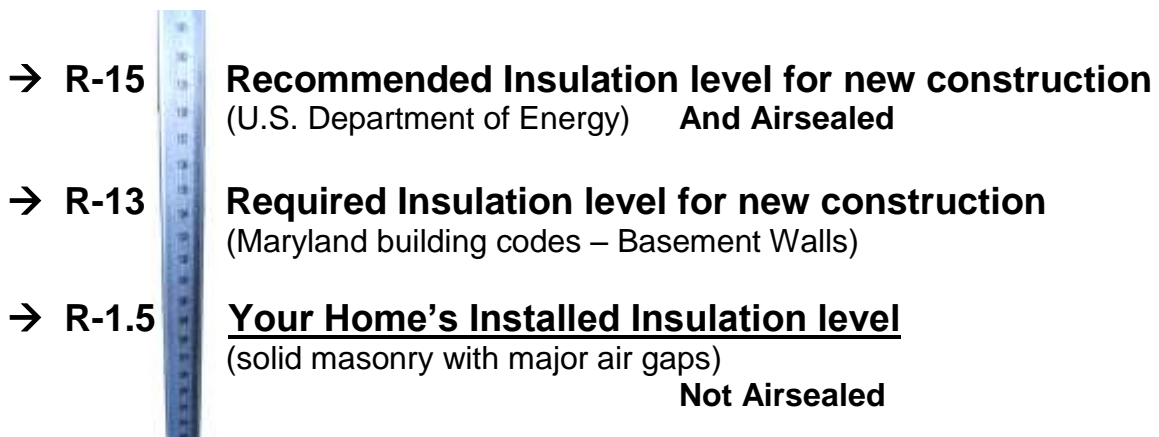 → R-15 Recommended Insulation level for new construction
(U.S. Department of Energy) And Airsealed
→ R-13 Required Insulation level for new construction
(Maryland building codes – Basement Walls)
→ R-1.5 Your Home's Installed Insulation level
(solid masonry with major air gaps)
Not Airsealed